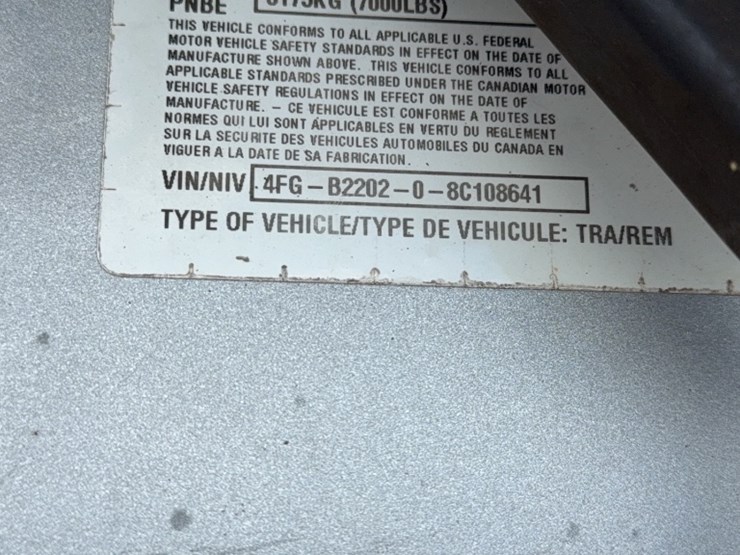 PNBE 3175KG (7000LBS)
THIS VEHICLE CONFORMS TO ALL APPLICABLE U.S. FEDERAL
MOTOR VEHICLE SAFETY STANDARDS IN EFFECT ON THE DATE OF
MANUFACTURE SHOWN ABOVE. THIS VEHICLE CONFORMS TO ALL
APPLICABLE STANDARDS PRESCRIBED UNDER THE CANADIAN MOTOR
VEHICLE SAFETY REGULATIONS IN EFFECT ON THE DATE OF
MANUFACTURE. – CE VEHICULE EST CONFORME A TOUTES LES
NORMES QUI LUI SONT APPLICABLES EN VERTU DU REGLEMENT
SUR LA SECURITE DES VEHICULES AUTOMOBILES DU CANADA EN
VIGUER A LA DATE DE SA FABRICATION.
VIN/NIV 4FG – B2202 – 0 – 8C108641
TYPE OF VEHICLE/TYPE DE VEHICULE: TRA/REM